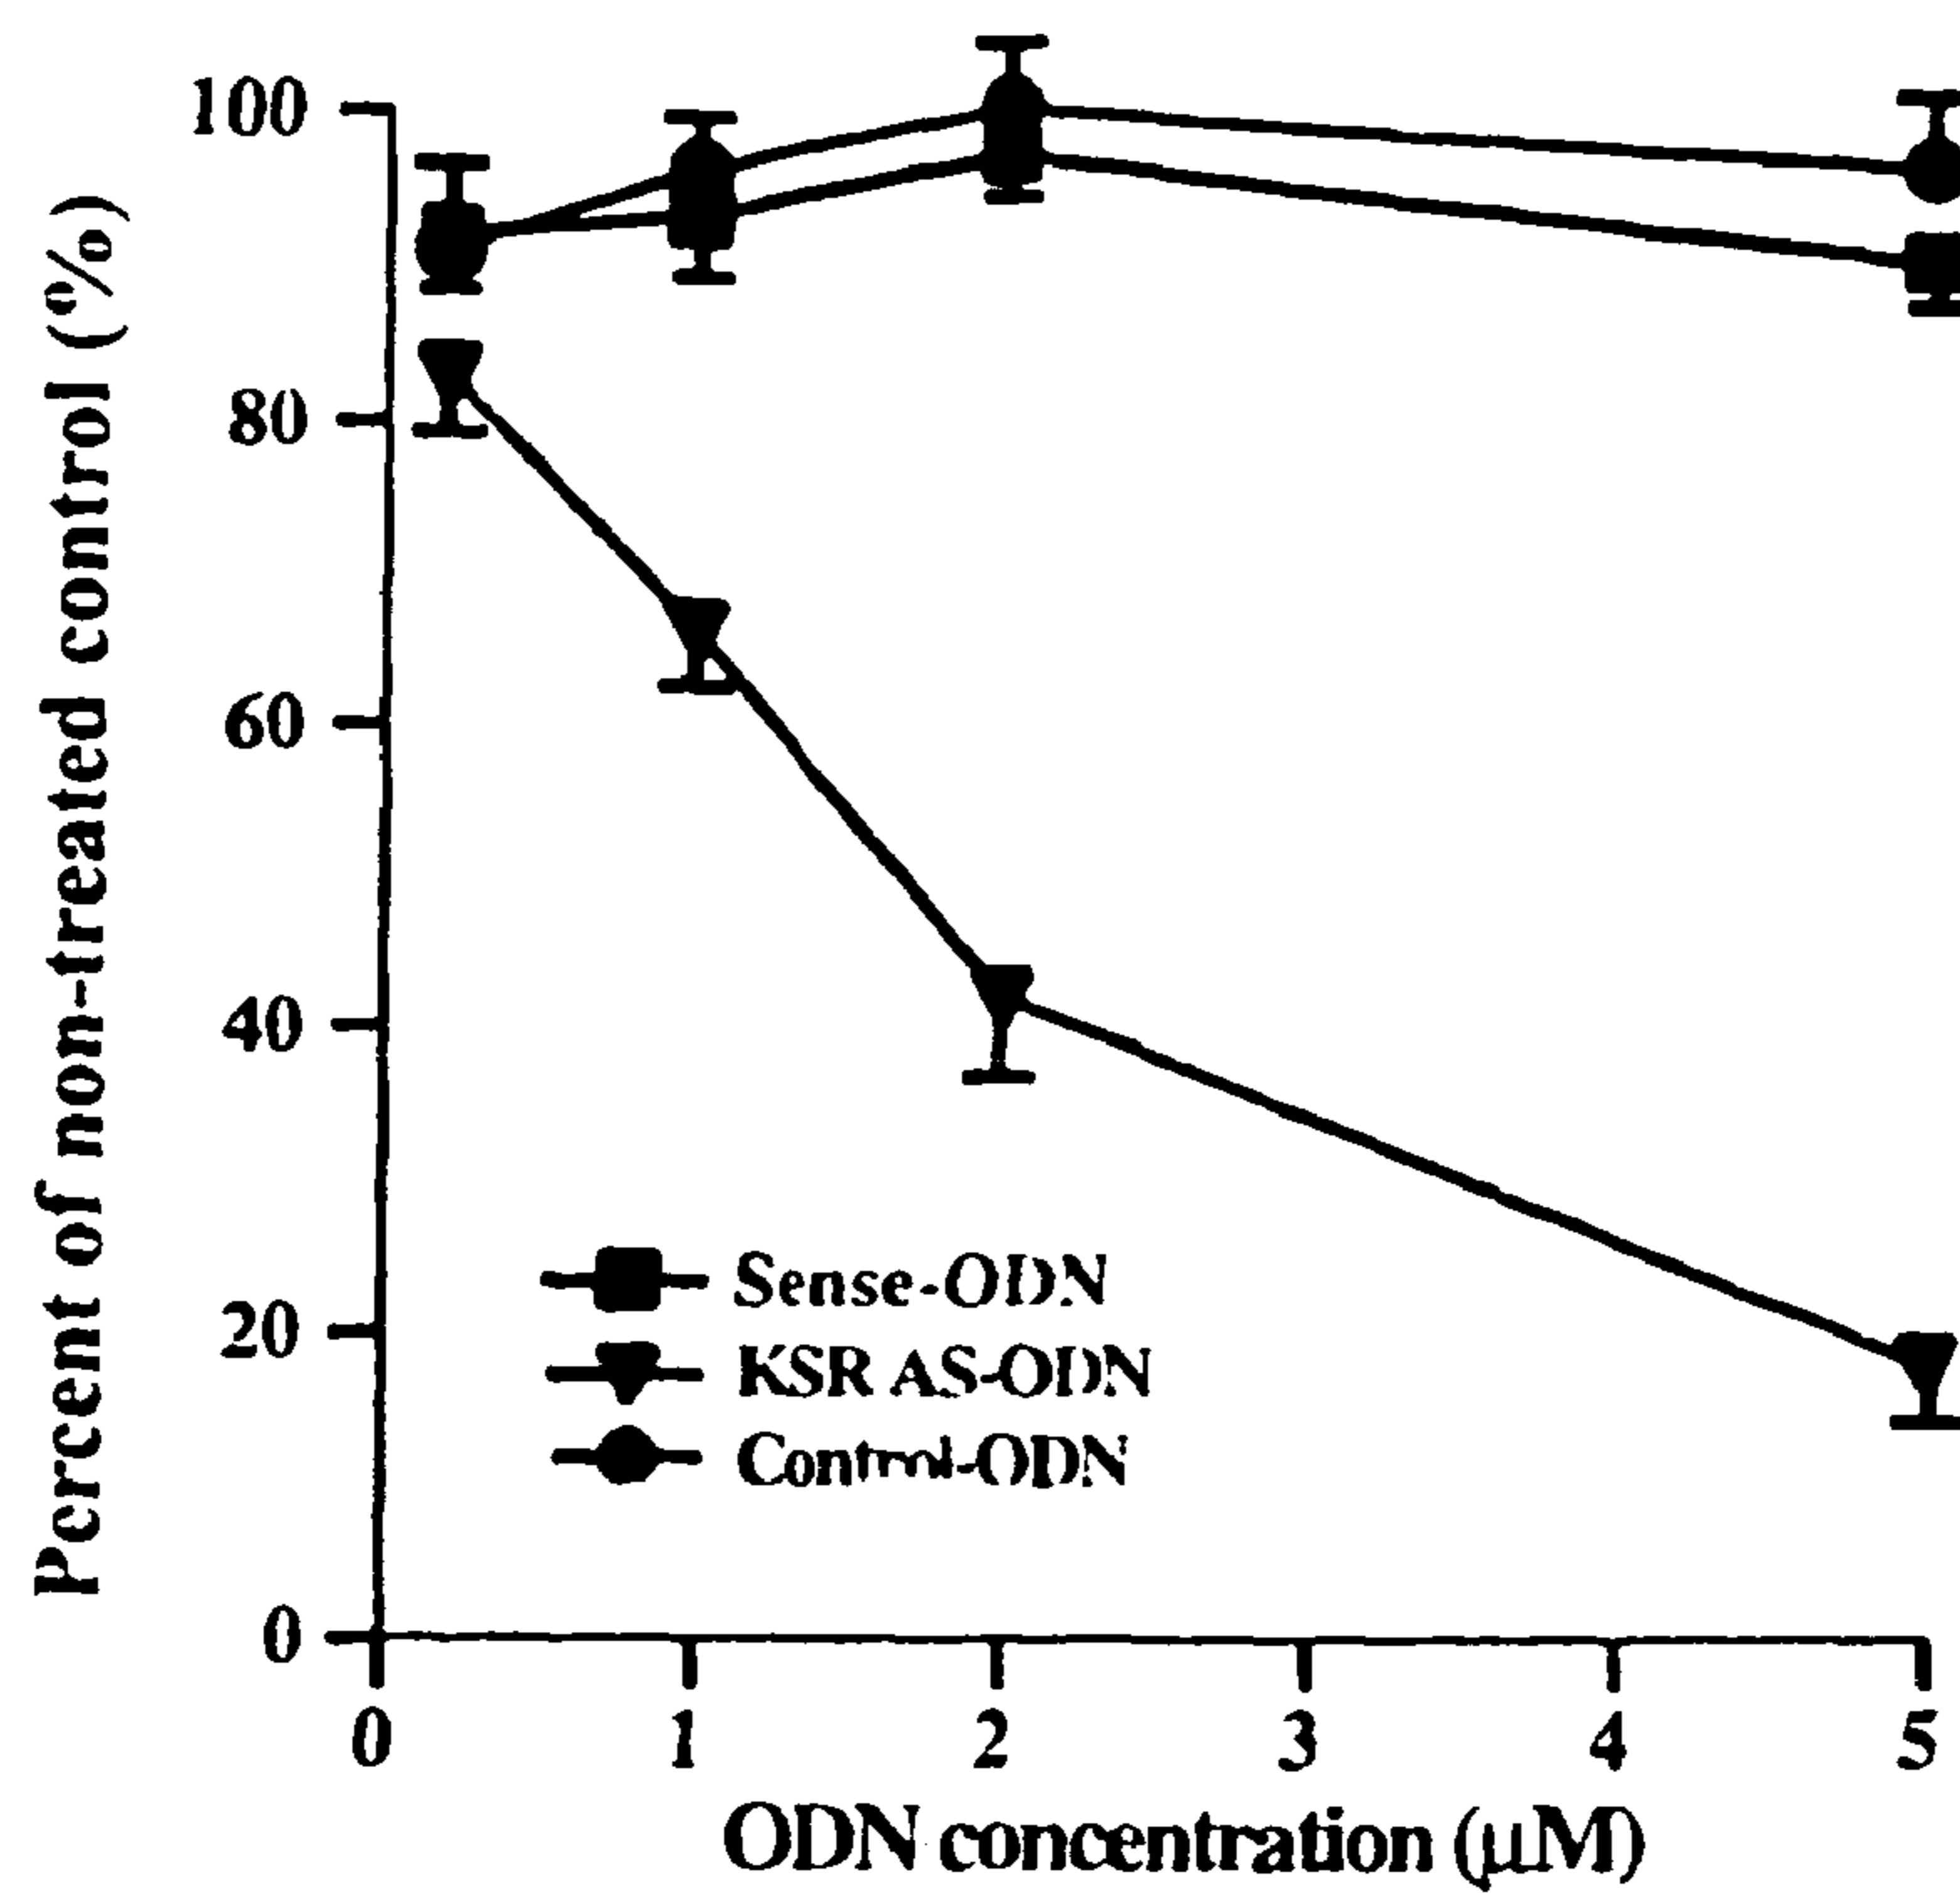 Percent of non-treated control (%)
100
80
60
40
20
0
Sense-ODN
KSR AS-ODN
Control-ODN
0 1 2 3 4 5
ODN concentration (µM)